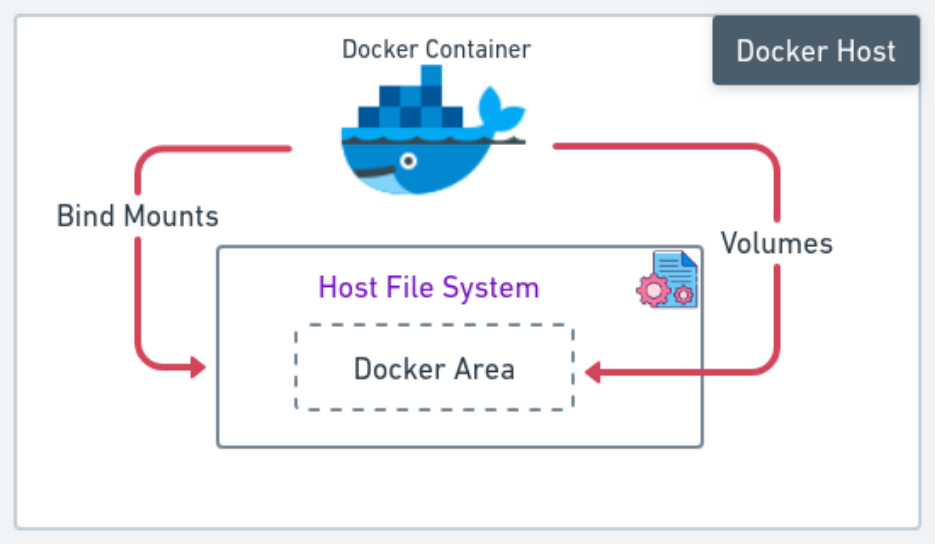 Docker Container
Docker Host
Bind Mounts
Volumes
Host File System
Docker Area